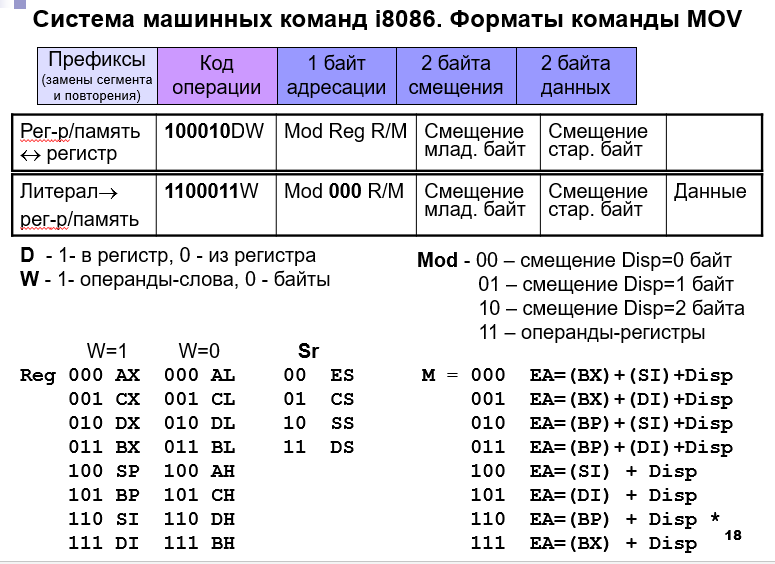 Система машинных команд i8086. Форматы команды MOV
Префиксы
(замены сегмента
и повторения)
Код
операции
1 байт
адресации
2 байта
смещения
2 байта
данных
Рег-р/память
↔ регистр
100010DW
Mod Reg R/M
Смещение
млад. байт
Смещение
стар. байт
Литерал→
рег-р/память
1100011W
Mod 000 R/M
Смещение
млад. байт
Смещение
стар. байт
Данные
D - 1- в регистр, 0 - из регистра
W - 1- операнды-слова, 0 - байты
Mod - 00 – смещение Disp=0 байт
01 – смещение Disp=1 байт
10 – смещение Disp=2 байта
11 – операнды-регистры
W=1 W=0 Sr
Reg 000 AX 000 AL 00 ES
001 CX 001 CL 01 CS
010 DX 010 DL 10 SS
011 BX 011 BL 11 DS
100 SP 100 AH
101 BP 101 CH
110 SI 110 DH
111 DI 111 BH
M = 000 EA=(BX)+(SI)+Disp
001 EA=(BX)+(DI)+Disp
010 EA=(BP)+(SI)+Disp
011 EA=(BP)+(DI)+Disp
100 EA=(SI) + Disp
101 EA=(DI) + Disp
110 EA=(BP) + Disp *
111 EA=(BX) + Disp
18